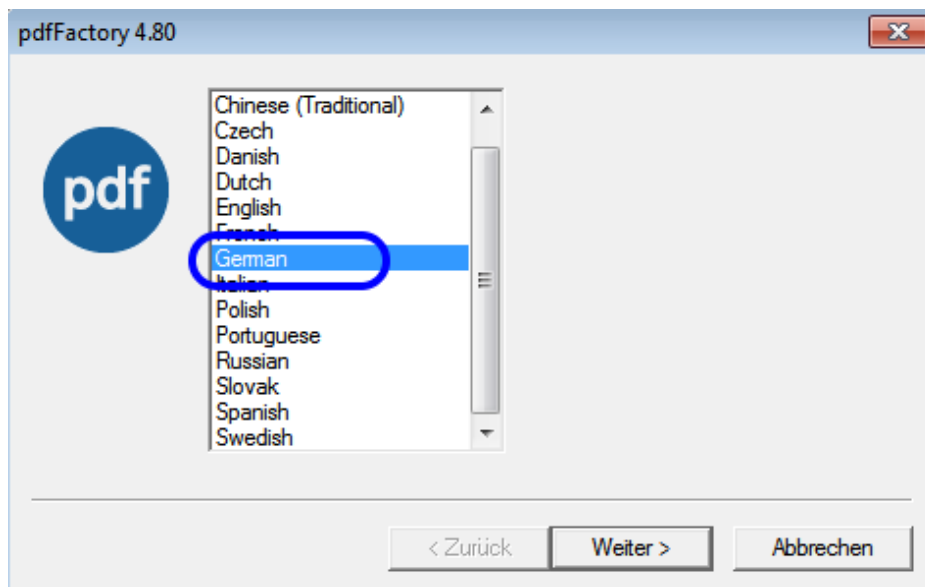 pdfFactory 4.80
pdf
Chinese (Traditional)
Czech
Danish
Dutch
English
French
German
Italian
Polish
Portuguese
Russian
Slovak
Spanish
Swedish
< Zurück
Weiter >
Abbrechen